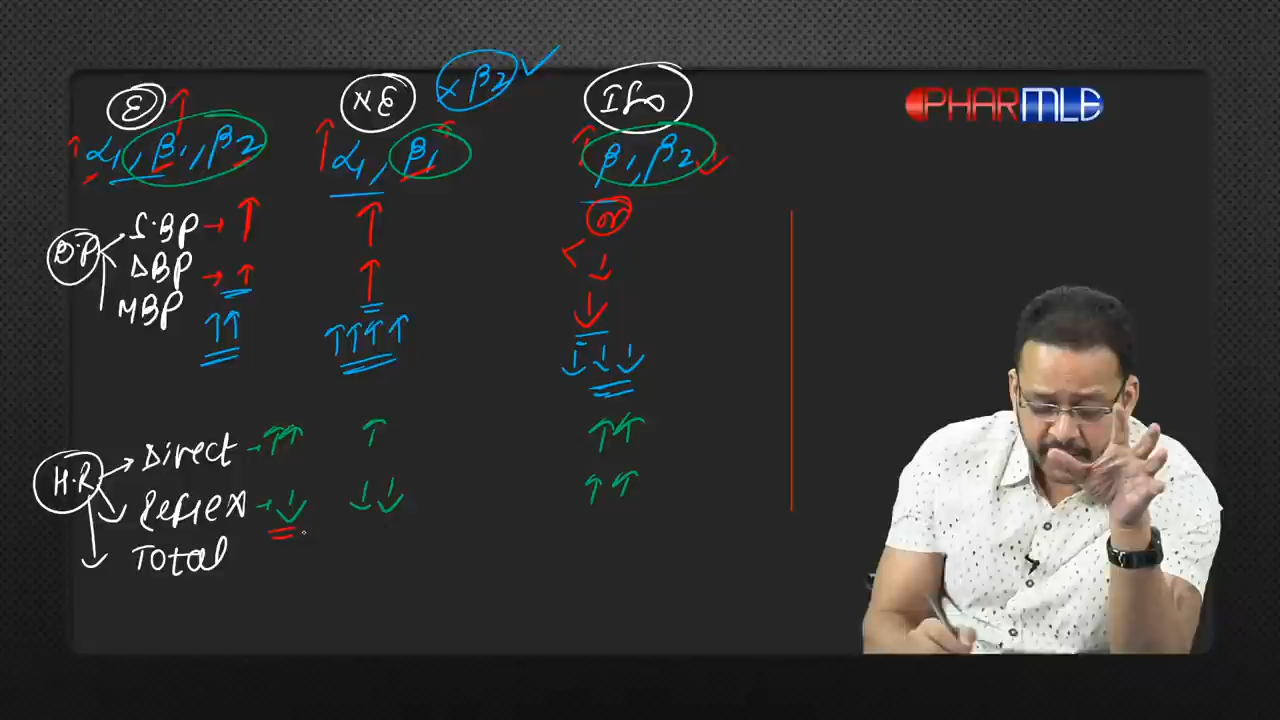 E NE × β2 ✓ Iso
PHARMLE
↑ α1, β1, β2 ↑ ↑ α1, β1 ↑ ↑ β1, β2 ↓
B.P
S.BP → ↑ ↑
DBP → ↑ ↑ ↓
MBP ↑↑ ↑↑↑↑ ↓↓↓
H.R
→ Direct → ↑↑ ↑ ↑↑
Reflex → ↓ ↓↓ ↑↑
Total